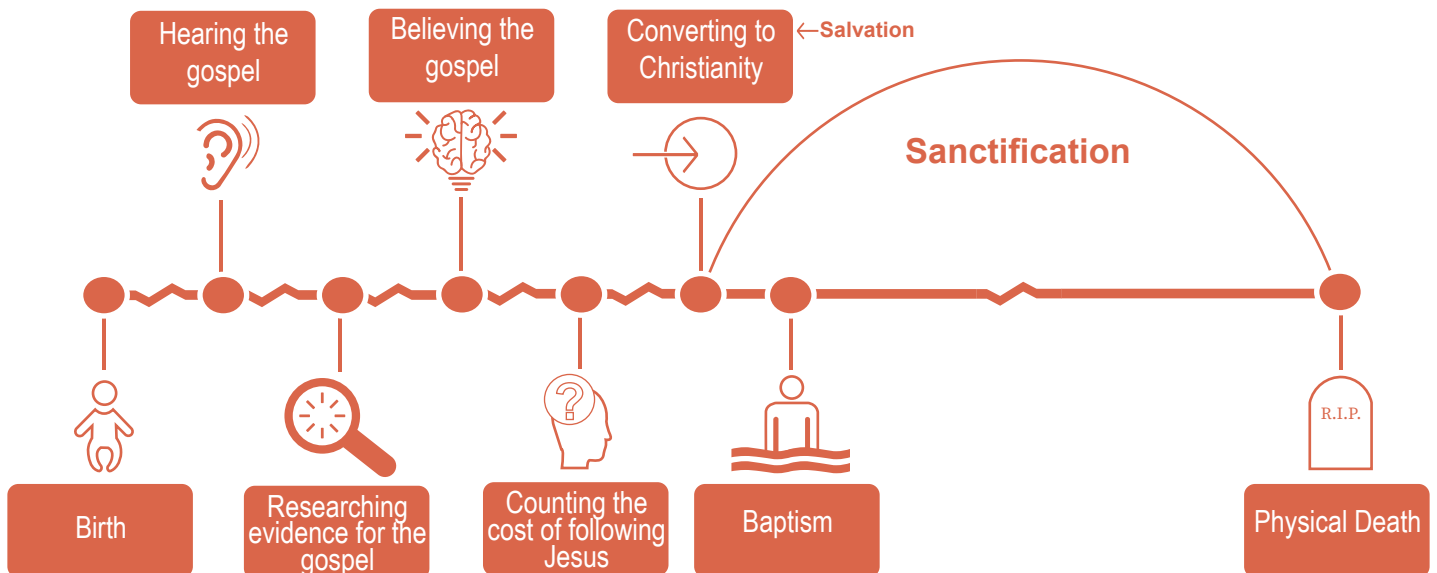 Hearing the
gospel
Believing the
gospel
Converting to
Christianity
←Salvation
Sanctification
?
R.I.P.
Birth
Researching
evidence for the
gospel
Counting the
cost of following
Jesus
Baptism
Physical Death